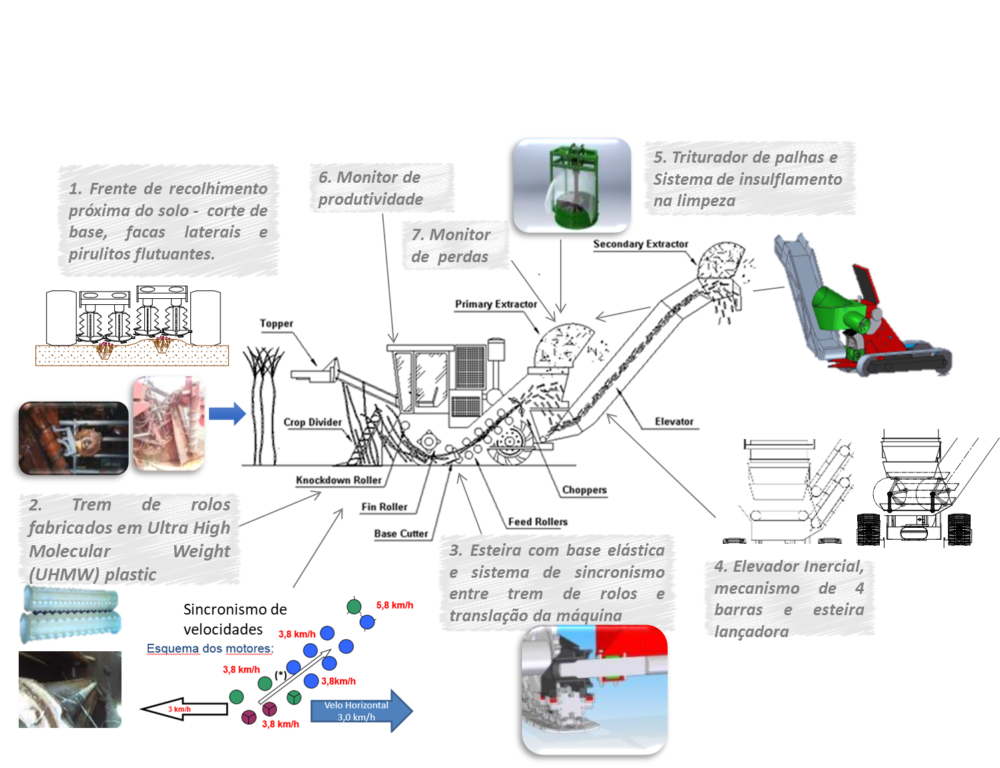 1. Frente de recolhimento
próxima do solo - corte de
base, facas laterais e
pirulitos flutuantes.
6. Monitor de
produtividade
7. Monitor
de perdas
5. Triturador de palhas e
Sistema de insulflamento
na limpeza
Secondary Extractor
Primary Extractor
Topper
Crop Divider
Elevator
Knockdown Roller
Choppers
Fin Roller
Feed Rollers
Base Cutter
2. Trem de rolos
fabricados em Ultra High
Molecular Weight
(UHMW) plastic
3. Esteira com base elástica
e sistema de sincronismo
entre trem de rolos e
translação da máquina
4. Elevador Inercial,
mecanismo de 4
barras e esteira
lançadora
Sincronismo de
velocidades
Esquema dos motores:
5,8 km/h
3,8 km/h
3,8 km/h
(*)
3,8km/h
3 km/h
3,8 km/h
Velo Horizontal
3,0 km/h